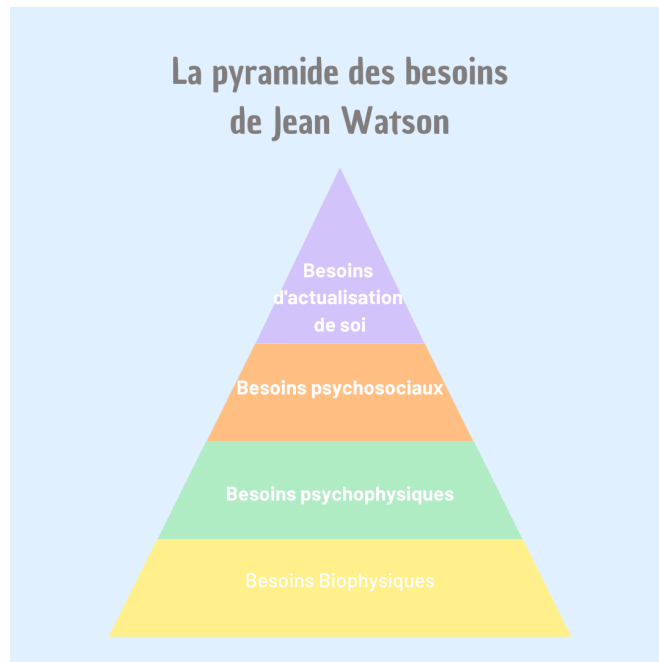 La pyramide des besoins
de Jean Watson
Besoins
d'actualisation
de soi
Besoins psychosociaux
Besoins psychophysiques
Besoins Biophysiques